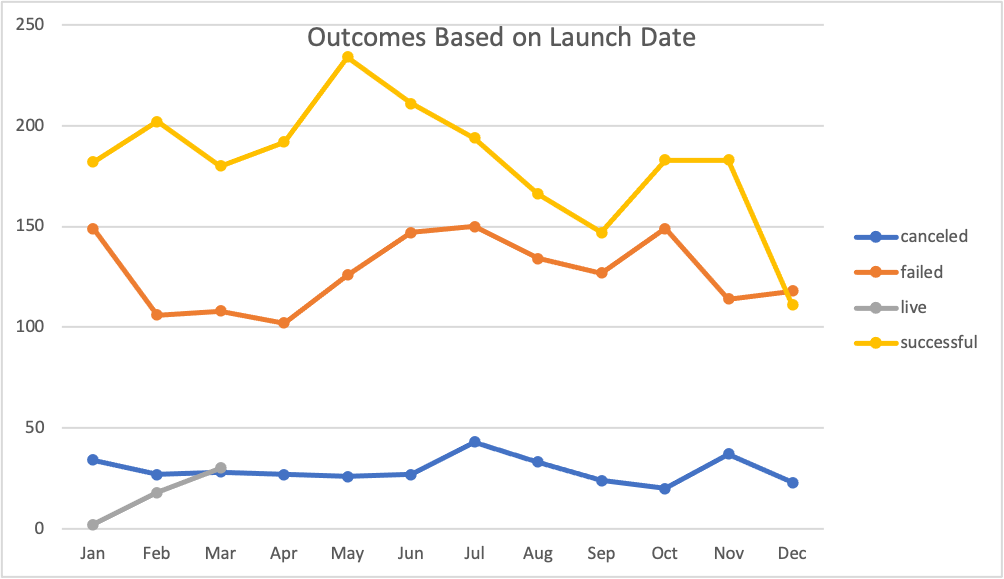 Outcomes Based on Launch Date
250
200
150
100
50
0
Jan Feb Mar Apr May Jun Jul Aug Sep Oct Nov Dec
canceled
failed
live
successful